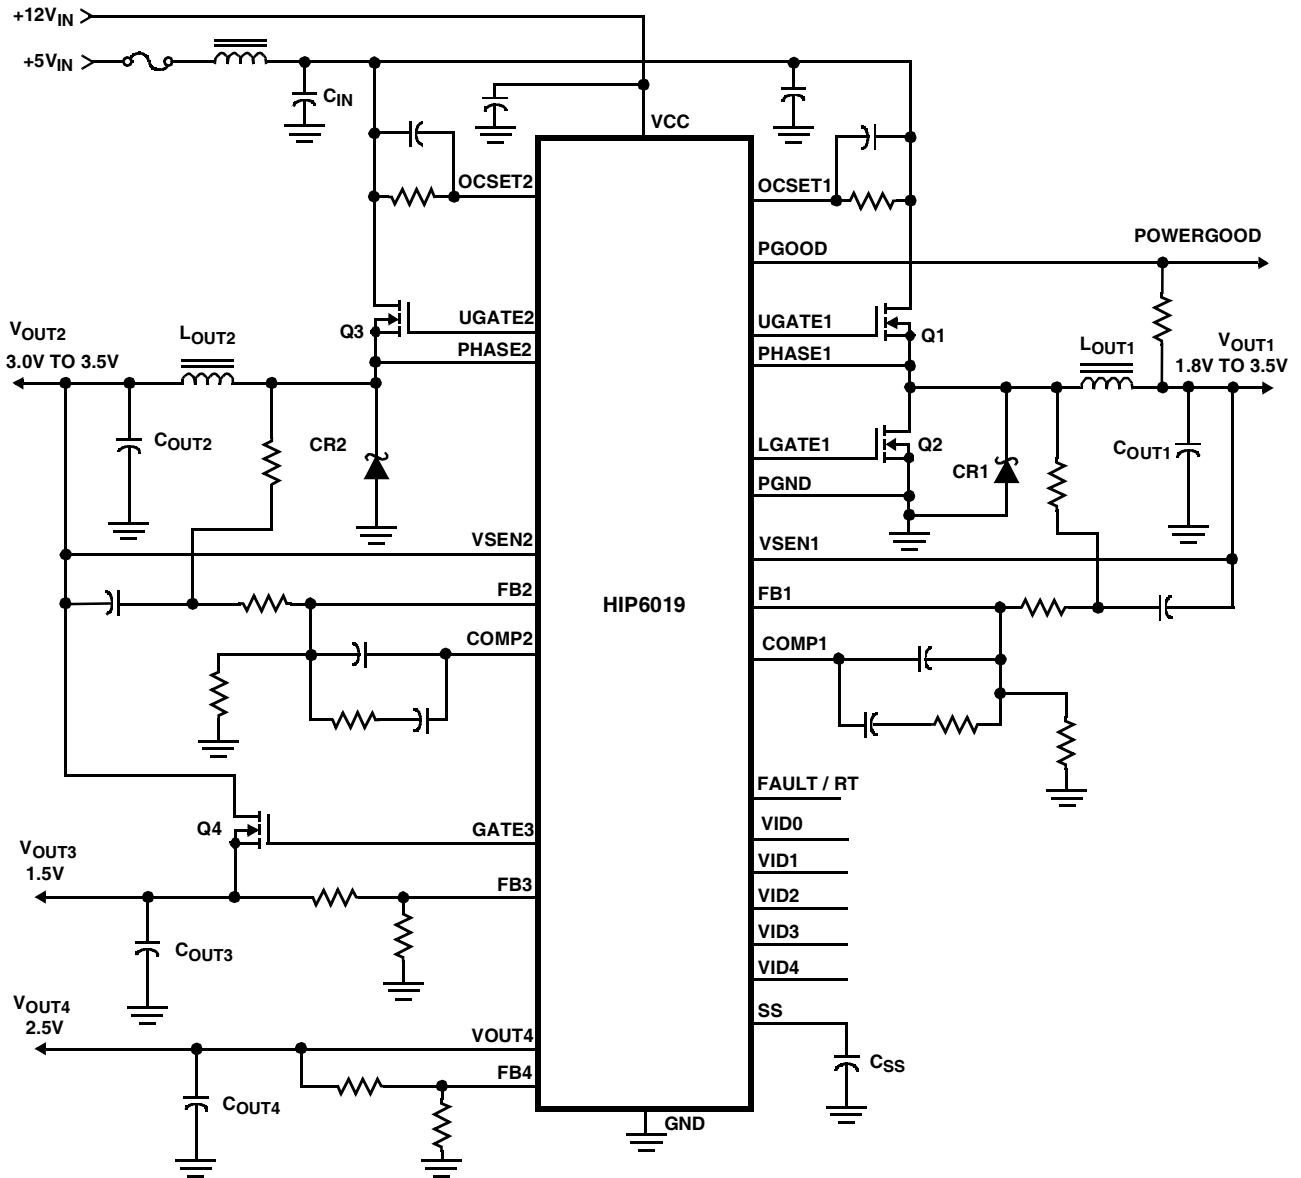 +12VIN
+5VIN
CIN
VCC
OCSET2
OCSET1
PGOOD
POWERGOOD
VOUT2
3.0V TO 3.5V
LOUT2
Q3
UGATE2
PHASE2
UGATE1
Q1
PHASE1
LOUT1
VOUT1
1.8V TO 3.5V
COUT2
CR2
LGATE1
Q2
PGND
CR1
COUT1
VSEN2
VSEN1
FB2
HIP6019
FB1
COMP2
COMP1
FAULT / RT
Q4
GATE3
VID0
VOUT3
1.5V
VID1
FB3
VID2
COUT3
VID3
VID4
VOUT4
2.5V
VOUT4
SS
FB4
CSS
COUT4
GND